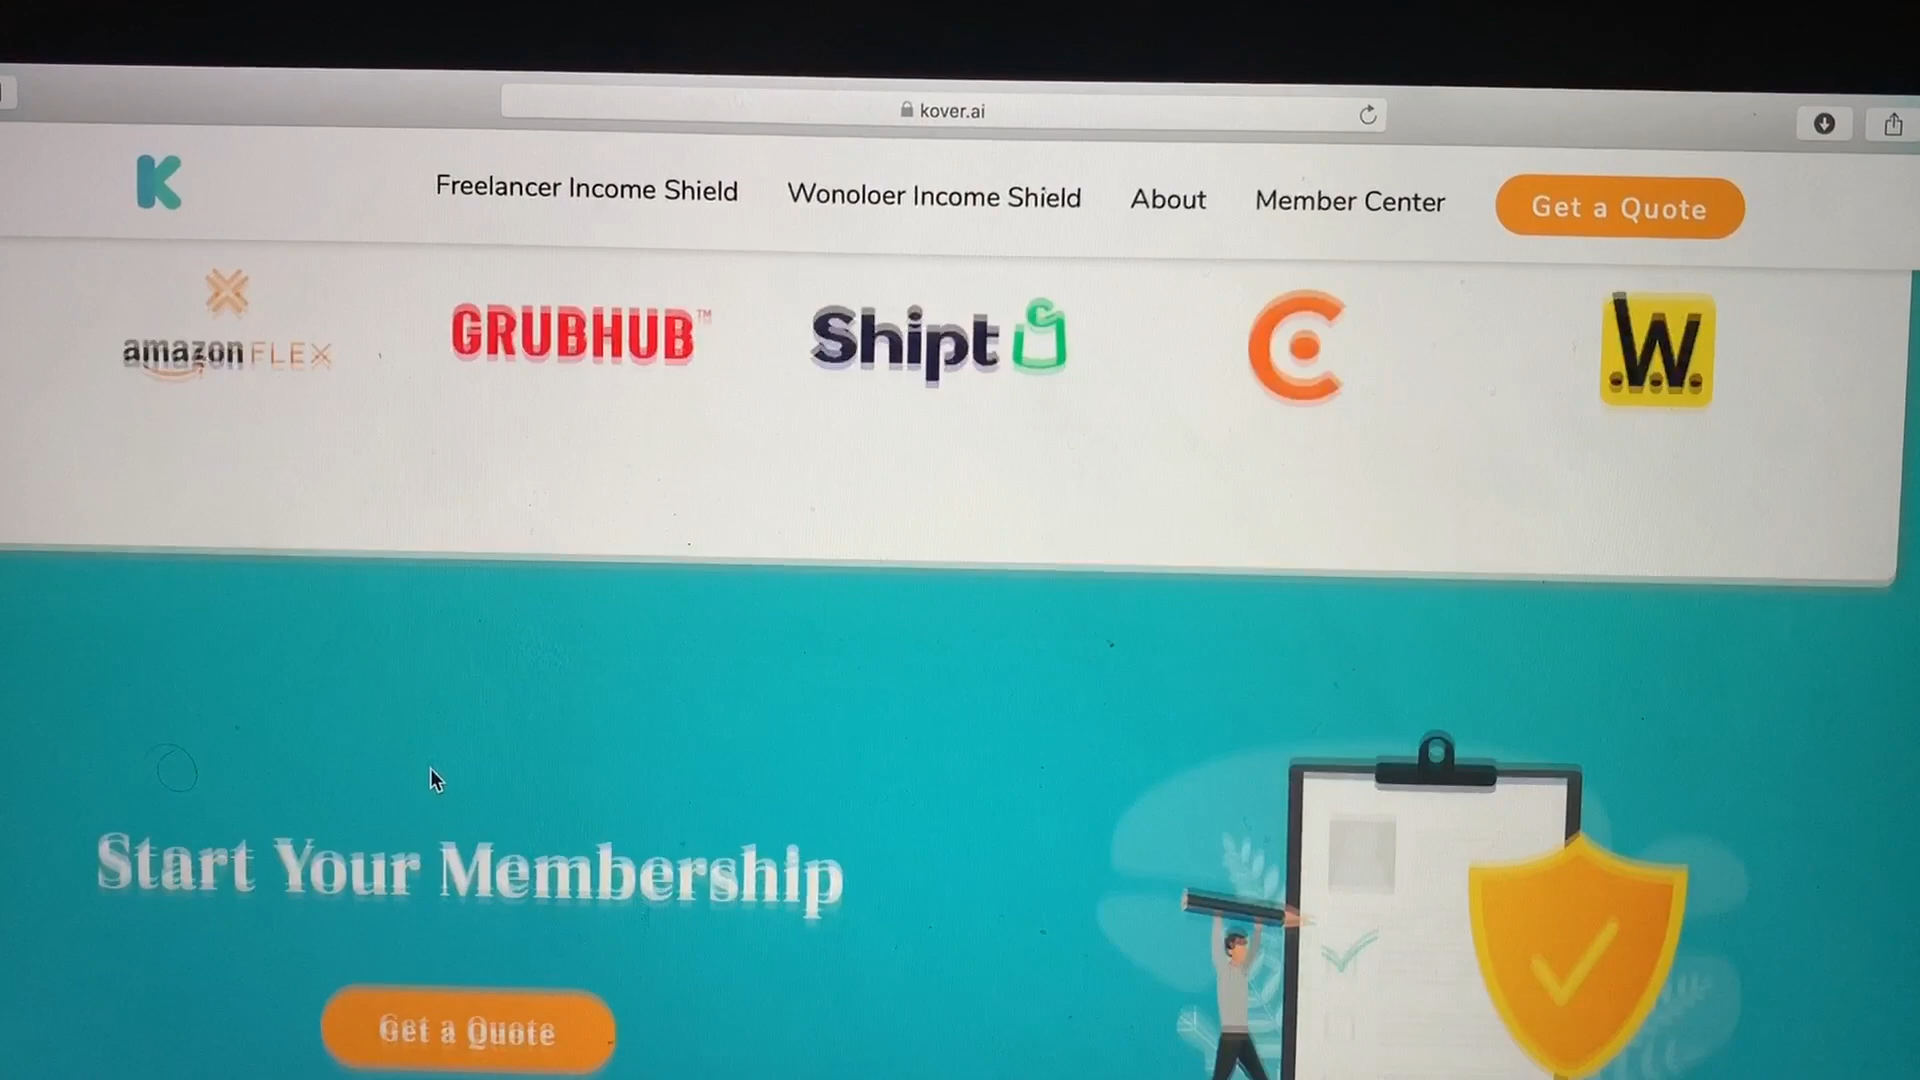 kover.ai
K
Freelancer Income Shield
Wonoloer Income Shield
About
Member Center
Get a Quote
amazon FLEX
GRUBHUB™
Shipt
C
.W.
Start Your Membership
Get a Quote